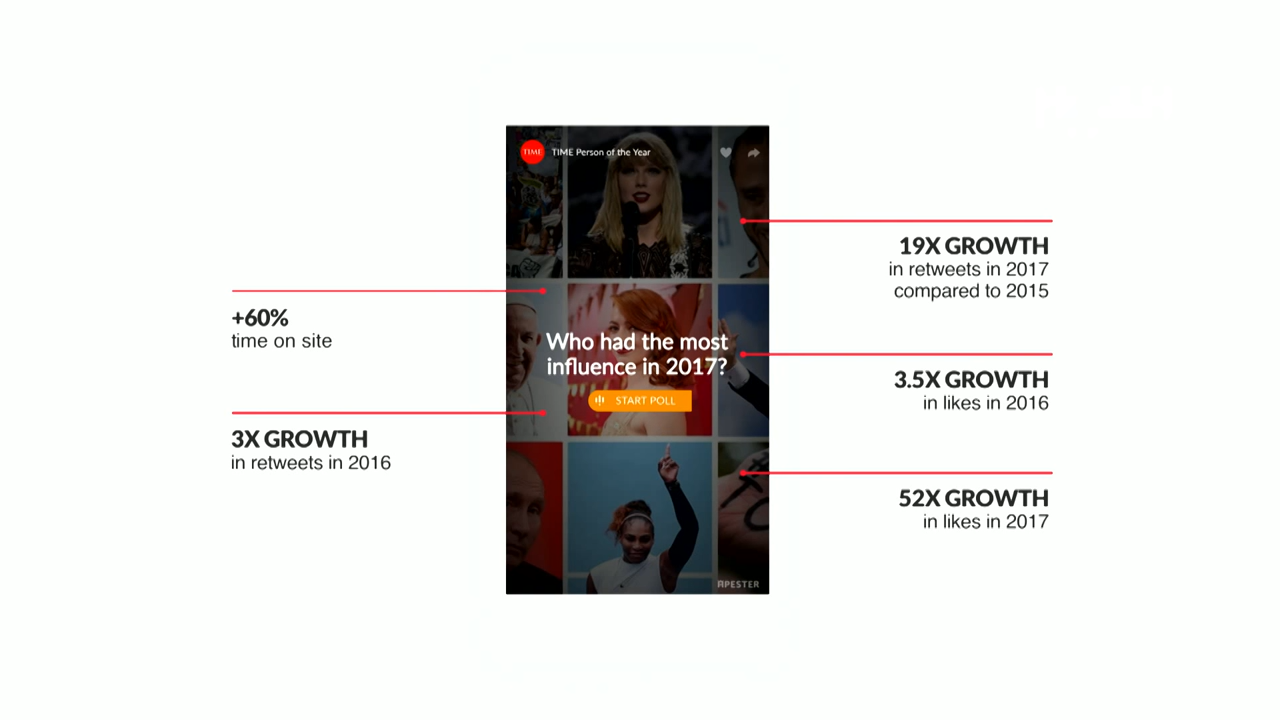 TIME TIME Person of the Year
+60%
time on site
3X GROWTH
in retweets in 2016
Who had the most
influence in 2017?
START POLL
APESTER
19X GROWTH
in retweets in 2017
compared to 2015
3.5X GROWTH
in likes in 2016
52X GROWTH
in likes in 2017